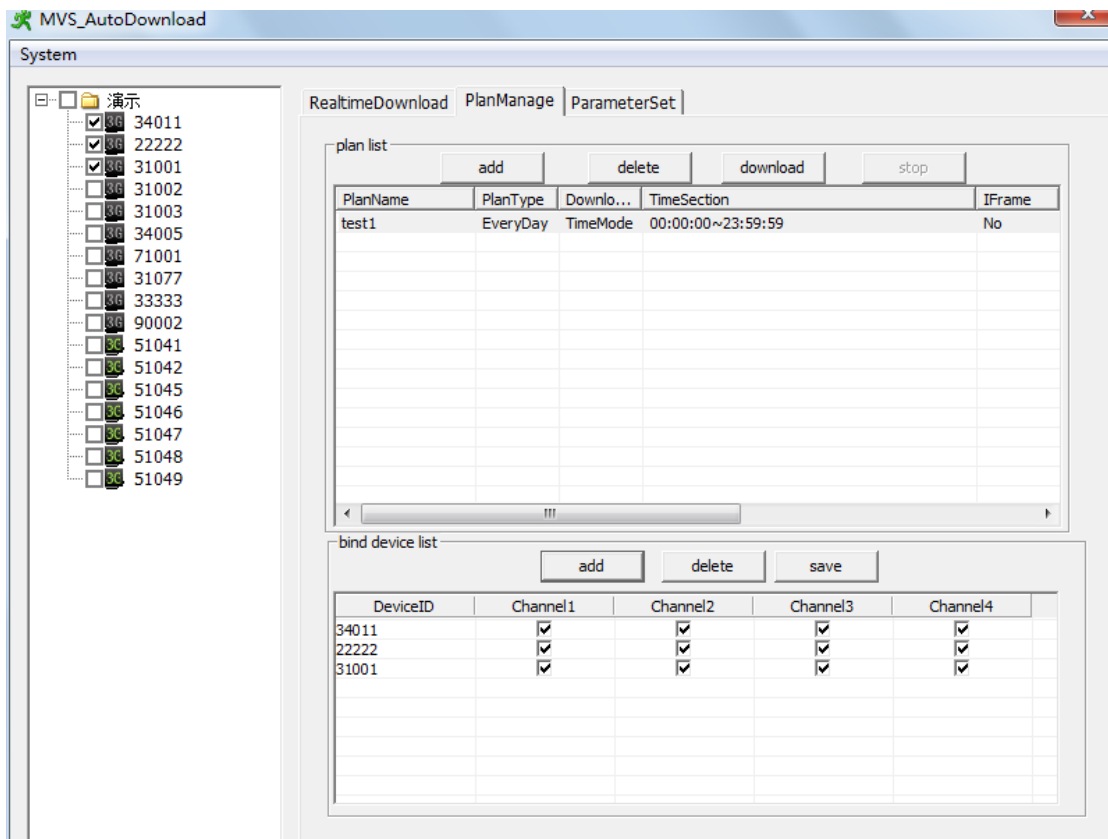 MVS_AutoDownload
System
演示
34011
22222
31001
31002
31003
34005
71001
31077
33333
90002
51041
51042
51045
51046
51047
51048
51049
RealtimeDownload PlanManage ParameterSet
plan list
add delete download stop
PlanName PlanType Downlo... TimeSection IFrame
test1 EveryDay TimeMode 00:00:00~23:59:59 No
bind device list
add delete save
DeviceID Channel1 Channel2 Channel3 Channel4
34011
22222
31001